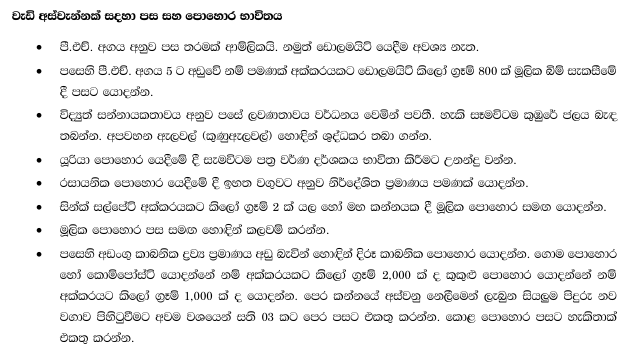 වැඩි අස්වැන්නක් සඳහා පස සහ පොහොර භාවිතය
• පී.එච්. අගය අනුව පස තරමක් ආම්ලිකයි. නමුත් ඩොලමයිට් යෙදීම අවශ්‍ය නැත.
• පසෙහි පී.එච්. අගය 5 ට අඩුවේ නම් පමණක් අක්කරයකට ඩොලමයිට් කිලෝ ග්‍රෑම් 800 ක් මූලික බිම් සැකසීමේ
දී පසට යොදන්න.
• විද්‍යුත් සන්නායකතාවය අනුව පසේ ලවණතාවය වර්ධනය වෙමින් පවතී. හැකි සෑමවිටම කුඹුරේ ජලය බැඳ
තබන්න. අපවහන ඇලවල් (කුණුඇලවල්) හොඳින් ශුද්ධකර තබා ගන්න.
• යූරියා පොහොර යෙදීමේ දී සැමවිටම පත්‍ර වර්ණ දර්ශකය භාවිතා කිරීමට උනන්දු වන්න.
• රසායනික පොහොර යෙදීමේ දී ඉහත වගුවට අනුව නිර්දේශිත ප්‍රමාණය පමණක් යොදන්න.
• සින්ක් සල්පේට් අක්කරයකට කිලෝ ග්‍රෑම් 2 ක් යල හෝ මහ කන්නයක දී මූලික පොහොර සමඟ යොදන්න.
• මූලික පොහොර පස සමඟ හොඳින් කලවම් කරන්න.
• පසෙහි අඩංගු කාබනික ද්‍රව්‍ය ප්‍රමාණය අඩු බැවින් හොඳින් දිරූ කාබනික පොහොර යොදන්න. ගොම පොහොර
හෝ කොම්පෝස්ට් යොදන්නේ නම් අක්කරයකට කිලෝ ග්‍රෑම් 2,000 ක් ද කුකුළු පොහොර යොදන්නේ නම්
අක්කරයට කිලෝ ග්‍රෑම් 1,000 ක් ද යොදන්න. පෙර කන්නයේ අස්වනු නෙලීමෙන් ලැබුන සියලුම පිදුරු නව
වගාව පිහිටුවීමට අවම වශයෙන් සති 03 කට පෙර පසට එකතු කරන්න. කොළ පොහොර පසට හැකිතාක්
එකතු කරන්න.